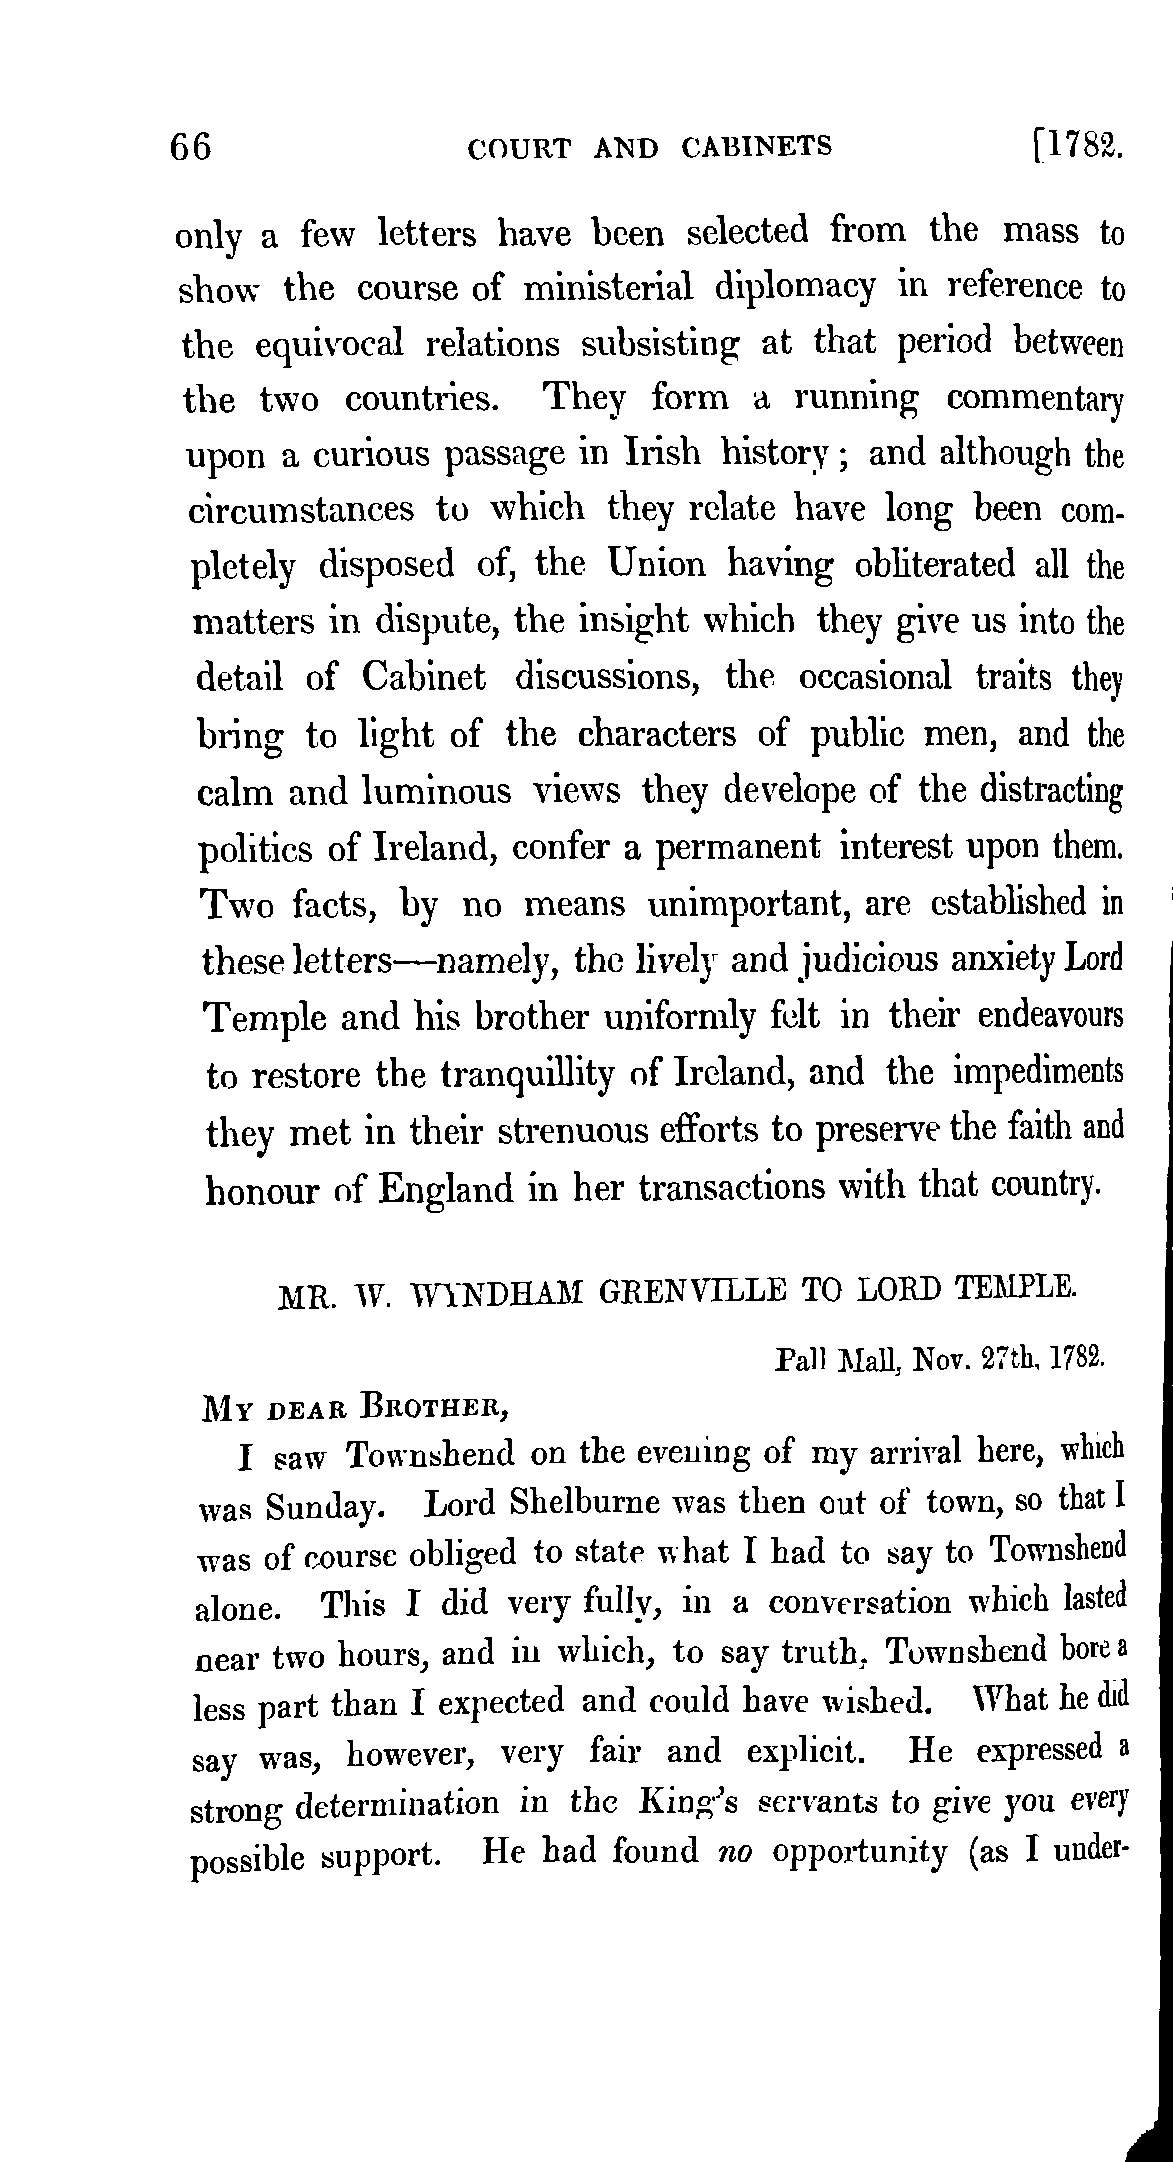 66 COURT AND CABINETS [1782.
only a few letters have been selected from the mass to
show the course of ministerial diplomacy in reference to
the equivocal relations subsisting at that period between
the two countries. They form a running commentary
upon a curious passage in Irish history; and although the
circumstances to which they relate have long been com-
pletely disposed of, the Union having obliterated all the
matters in dispute, the insight which they give us into the
detail of Cabinet discussions, the occasional traits they
bring to light of the characters of public men, and the
calm and luminous views they develope of the distracting
politics of Ireland, confer a permanent interest upon them.
Two facts, by no means unimportant, are established in
these letters—namely, the lively and judicious anxiety Lord
Temple and his brother uniformly felt in their endeavours
to restore the tranquillity of Ireland, and the impediments
they met in their strenuous efforts to preserve the faith and
honour of England in her transactions with that country.
MR. W. WYNDHAM GRENVILLE TO LORD TEMPLE.
Pall Mall, Nov. 27th, 1782.
MY DEAR BROTHER,
I saw Townshend on the evening of my arrival here, which
was Sunday. Lord Shelburne was then out of town, so that I
was of course obliged to state what I had to say to Townshend
alone. This I did very fully, in a conversation which lasted
near two hours, and in which, to say truth, Townshend bore a
less part than I expected and could have wished. What he did
say was, however, very fair and explicit. He expressed a
strong determination in the King's servants to give you every
possible support. He had found no opportunity (as I under-